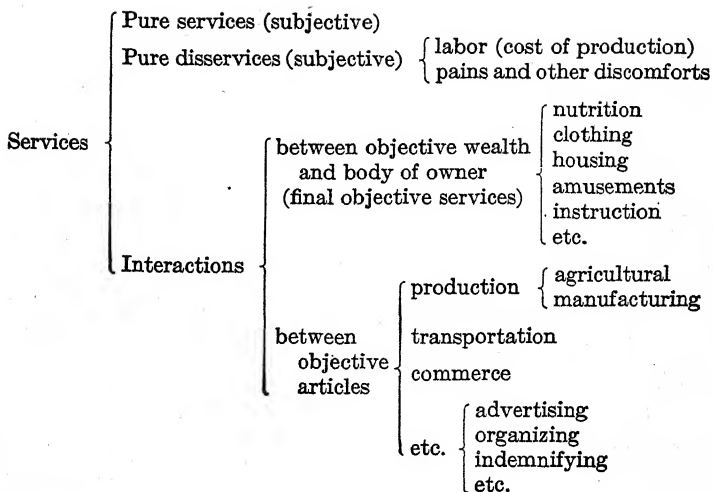 Pure services (subjective)
Pure disservices (subjective)
labor (cost of production)
pains and other discomforts
Services
Interactions
between objective wealth
and body of owner
(final objective services)
nutrition
clothing
housing
amusements
instruction
etc.
between
objective
articles
production
agricultural
manufacturing
transportation
commerce
etc.
advertising
organizing
indemnifying
etc.